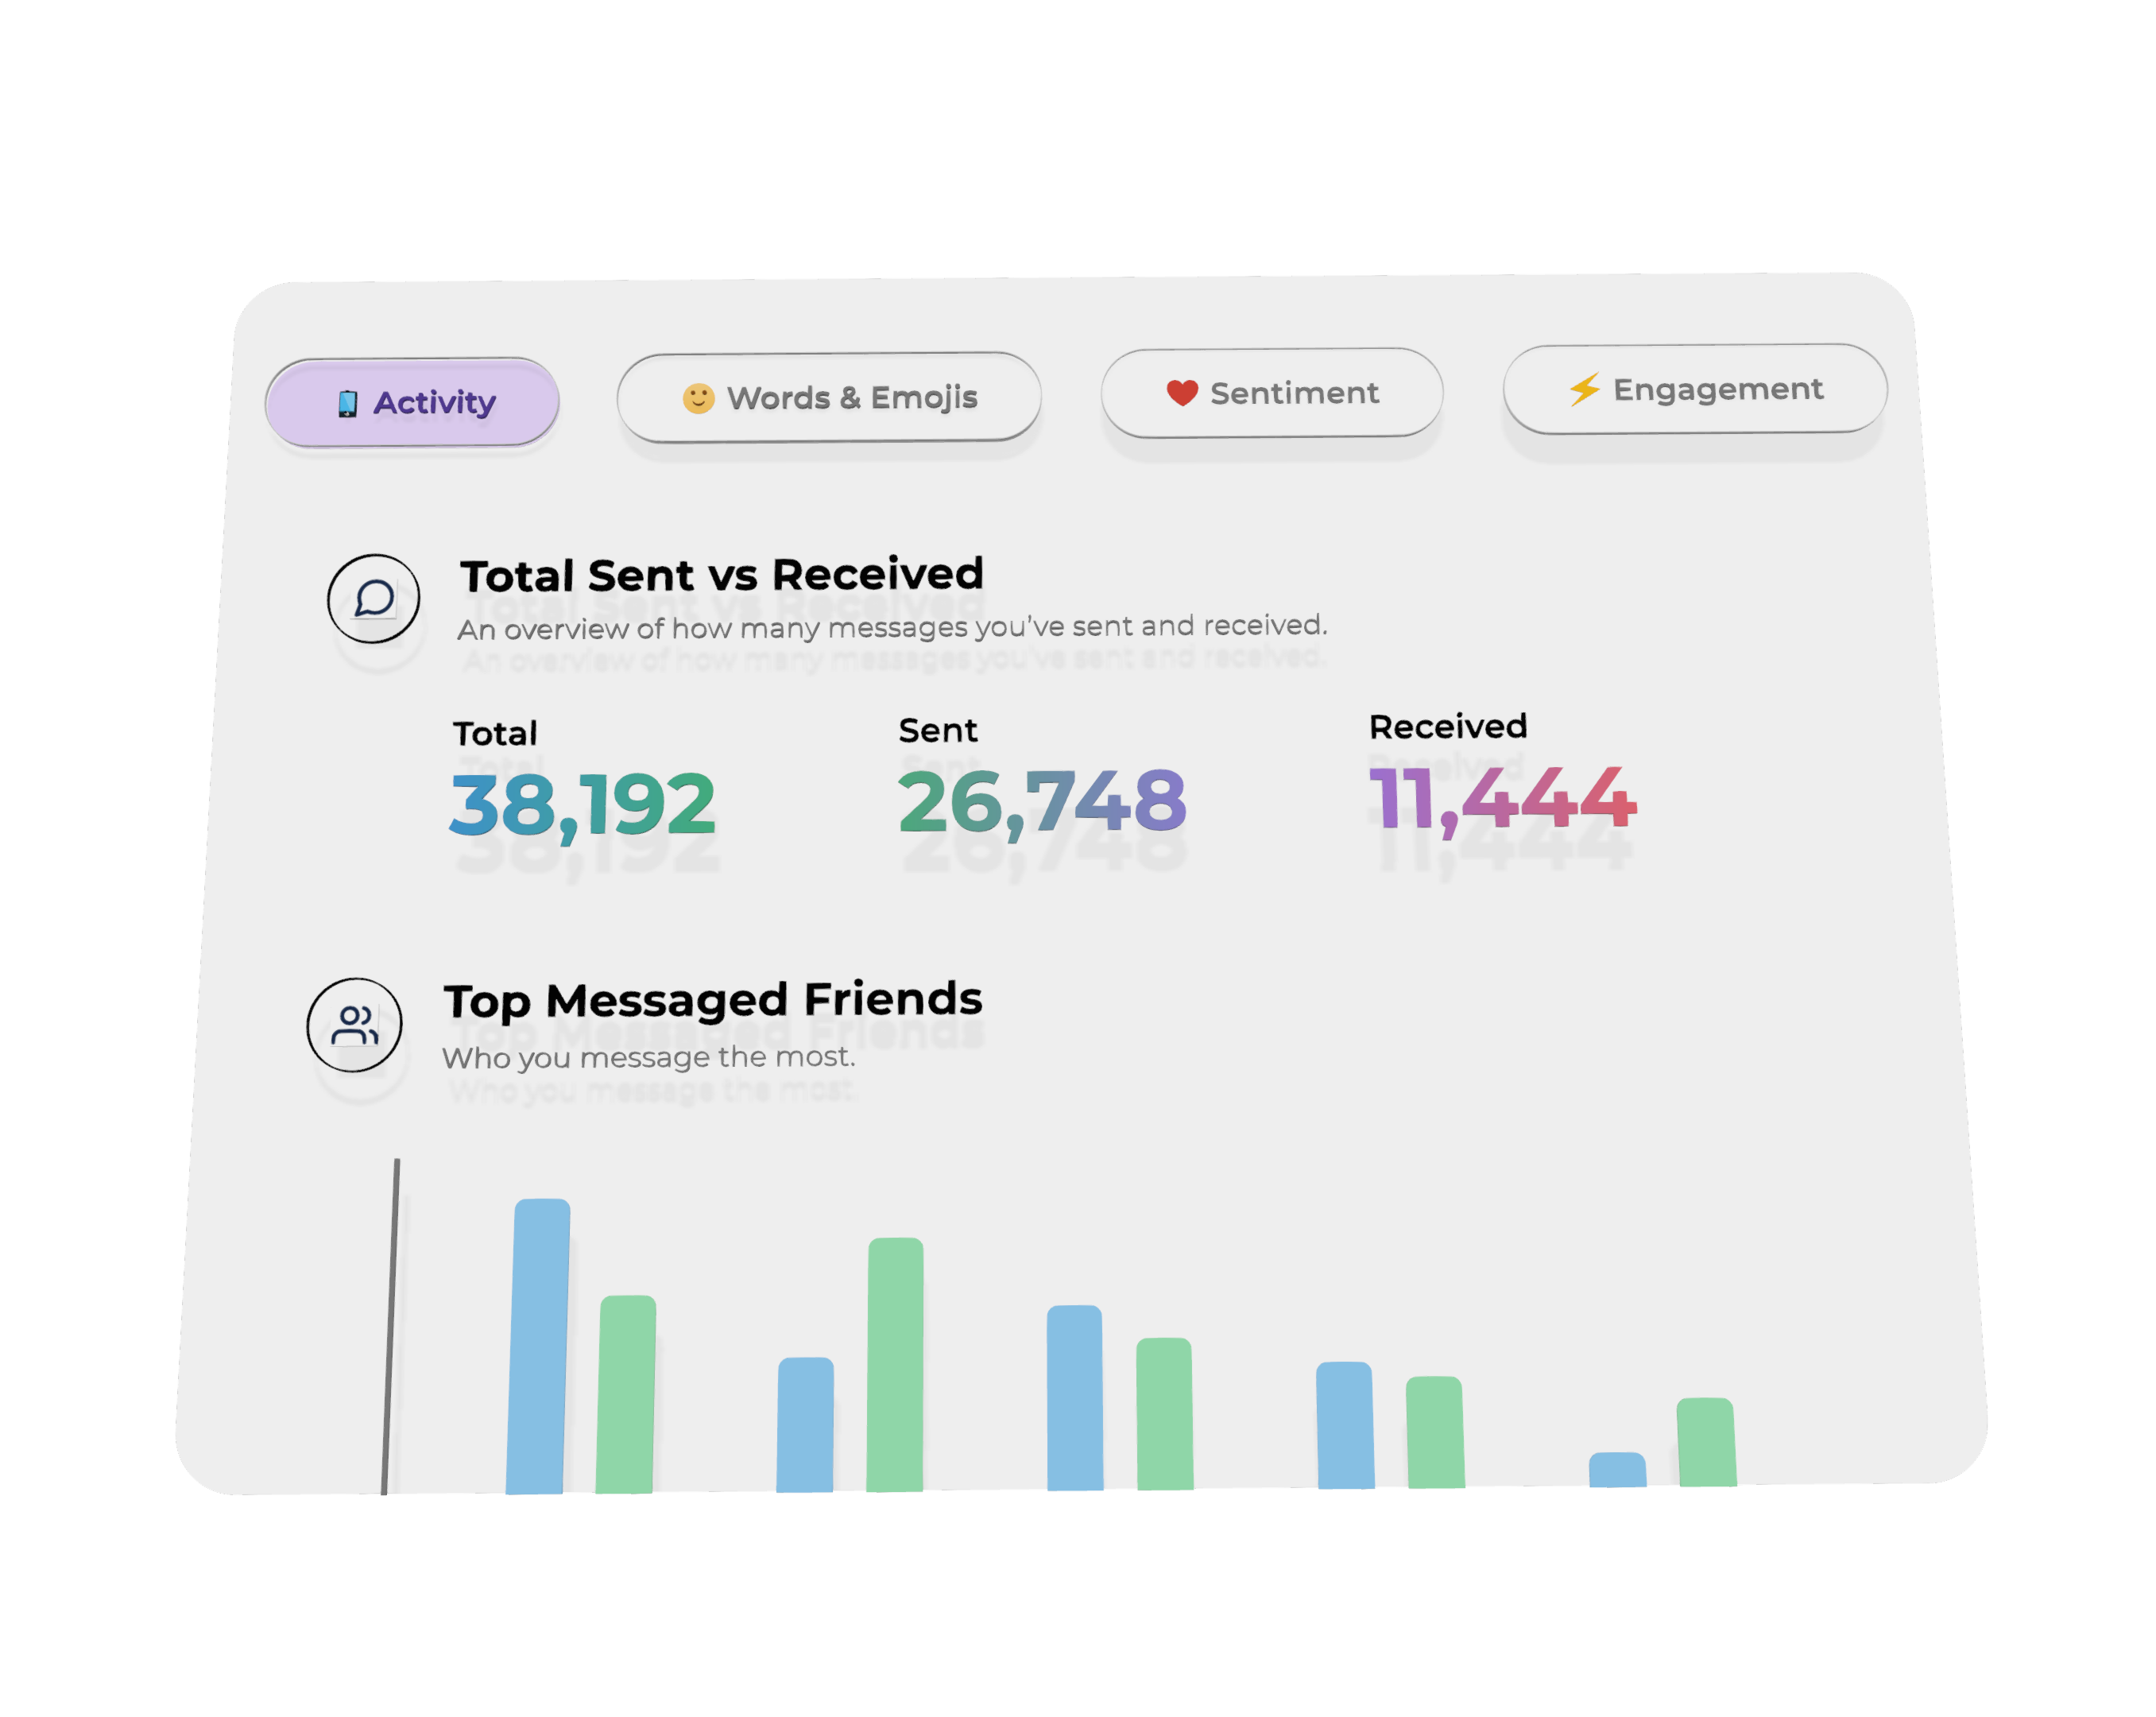 Activity
Words & Emojis
Sentiment
Engagement
Total Sent vs Received
An overview of how many messages you've sent and received.
Total
Sent
Received
38,192
26,748
11,444
Top Messaged Friends
Who you message the most.